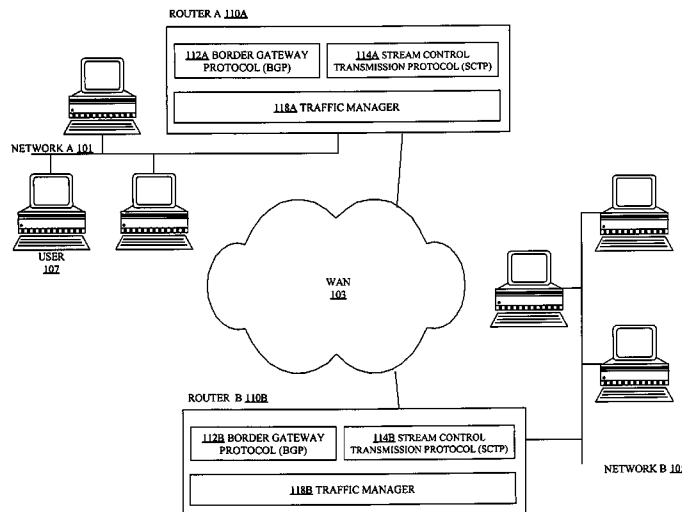 ROUTER A 110A
112A BORDER GATEWAY
PROTOCOL (BGP)
114A STREAM CONTROL
TRANSMISSION PROTOCOL (SCTP)
118A TRAFFIC MANAGER
NETWORK A 101
USER
107
WAN
103
ROUTER B 110B
112B BORDER GATEWAY
PROTOCOL (BGP)
114B STREAM CONTROL
TRANSMISSION PROTOCOL (SCTP)
118B TRAFFIC MANAGER
NETWORK B